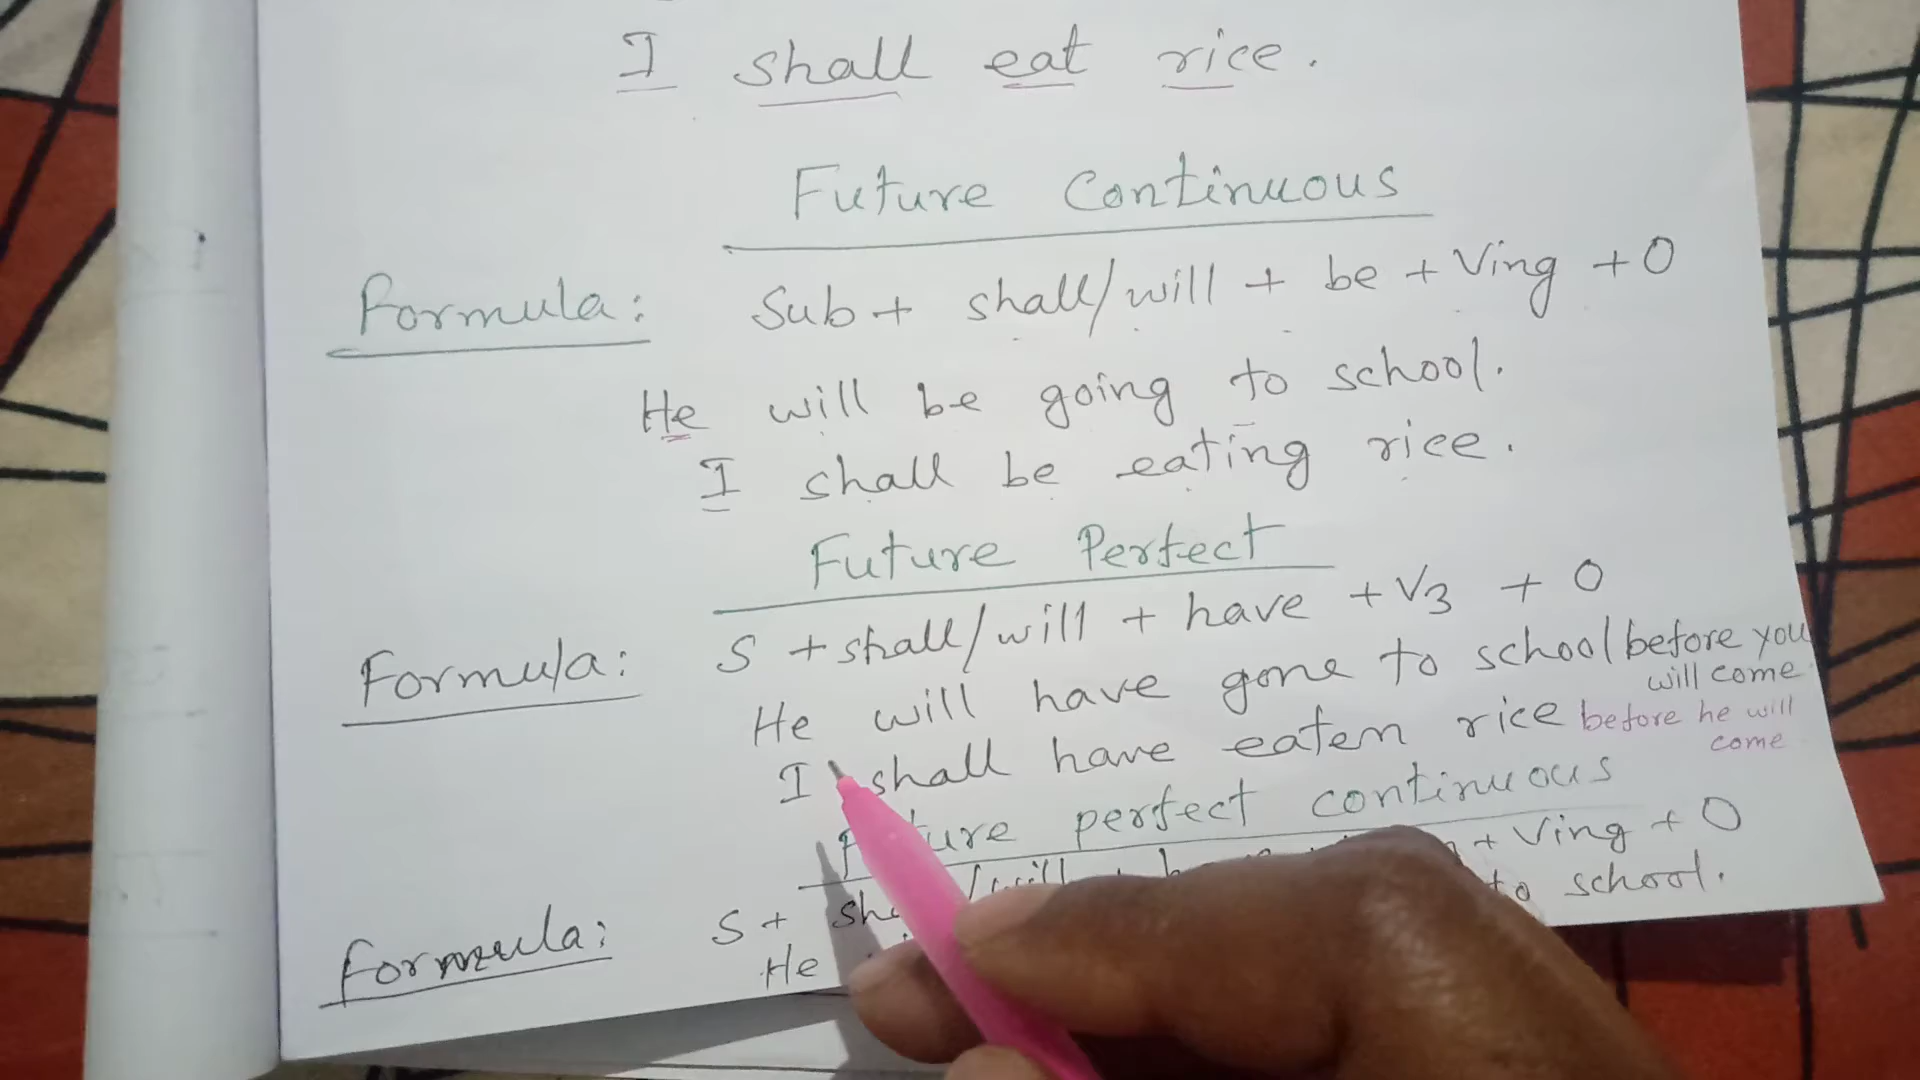 I shall eat rice.
Future Continuous
Formula: Sub + shall/will + be + Ving + O
He will be going to school.
I shall be eating rice.
Future Perfect
Formula: S + shall/will + have + V3 + O
He will have gone to school before you will come
I shall have eaten rice before he will come
perfect continuous
Formula: S + + Ving + O
He to school.